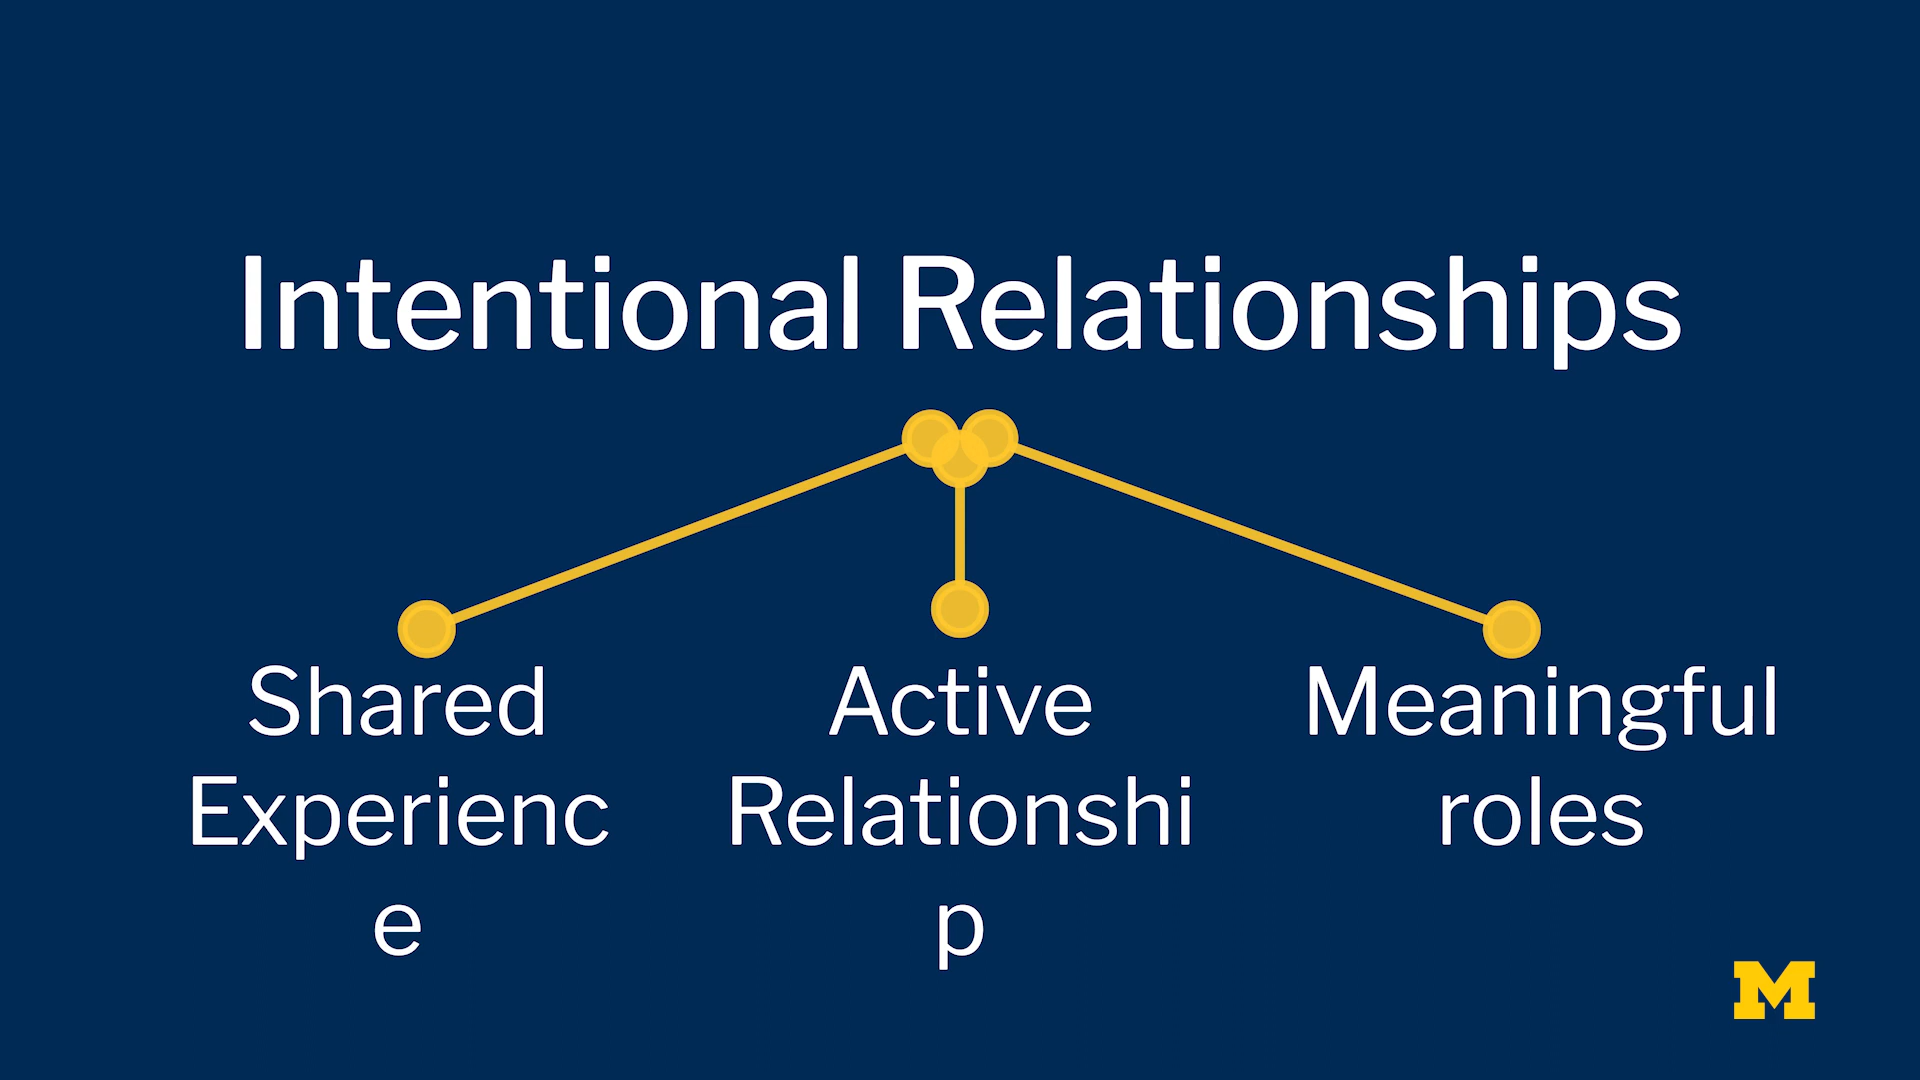 Intentional Relationships
Shared
Experienc
e
Active
Relationshi
p
Meaningful
roles
M